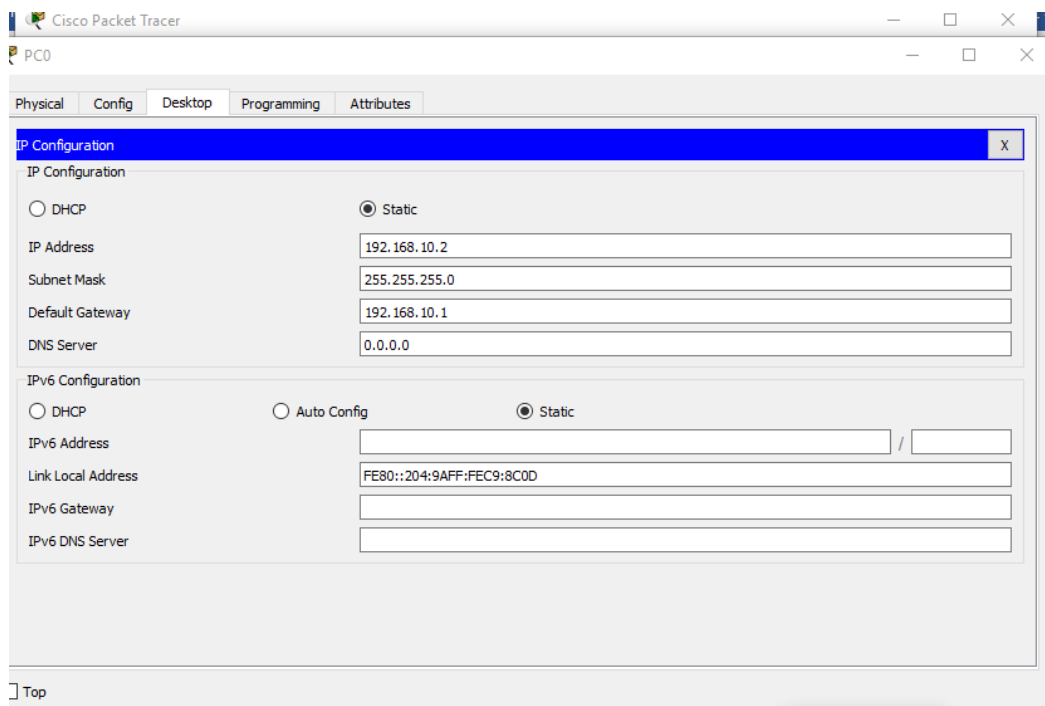 Cisco Packet Tracer
PC0
Physical Config Desktop Programming Attributes
IP Configuration X
IP Configuration
DHCP Static
IP Address 192.168.10.2
Subnet Mask 255.255.255.0
Default Gateway 192.168.10.1
DNS Server 0.0.0.0
IPv6 Configuration
DHCP Auto Config Static
IPv6 Address /
Link Local Address FE80::204:9AFF:FEC9:8C0D
IPv6 Gateway
IPv6 DNS Server
Top